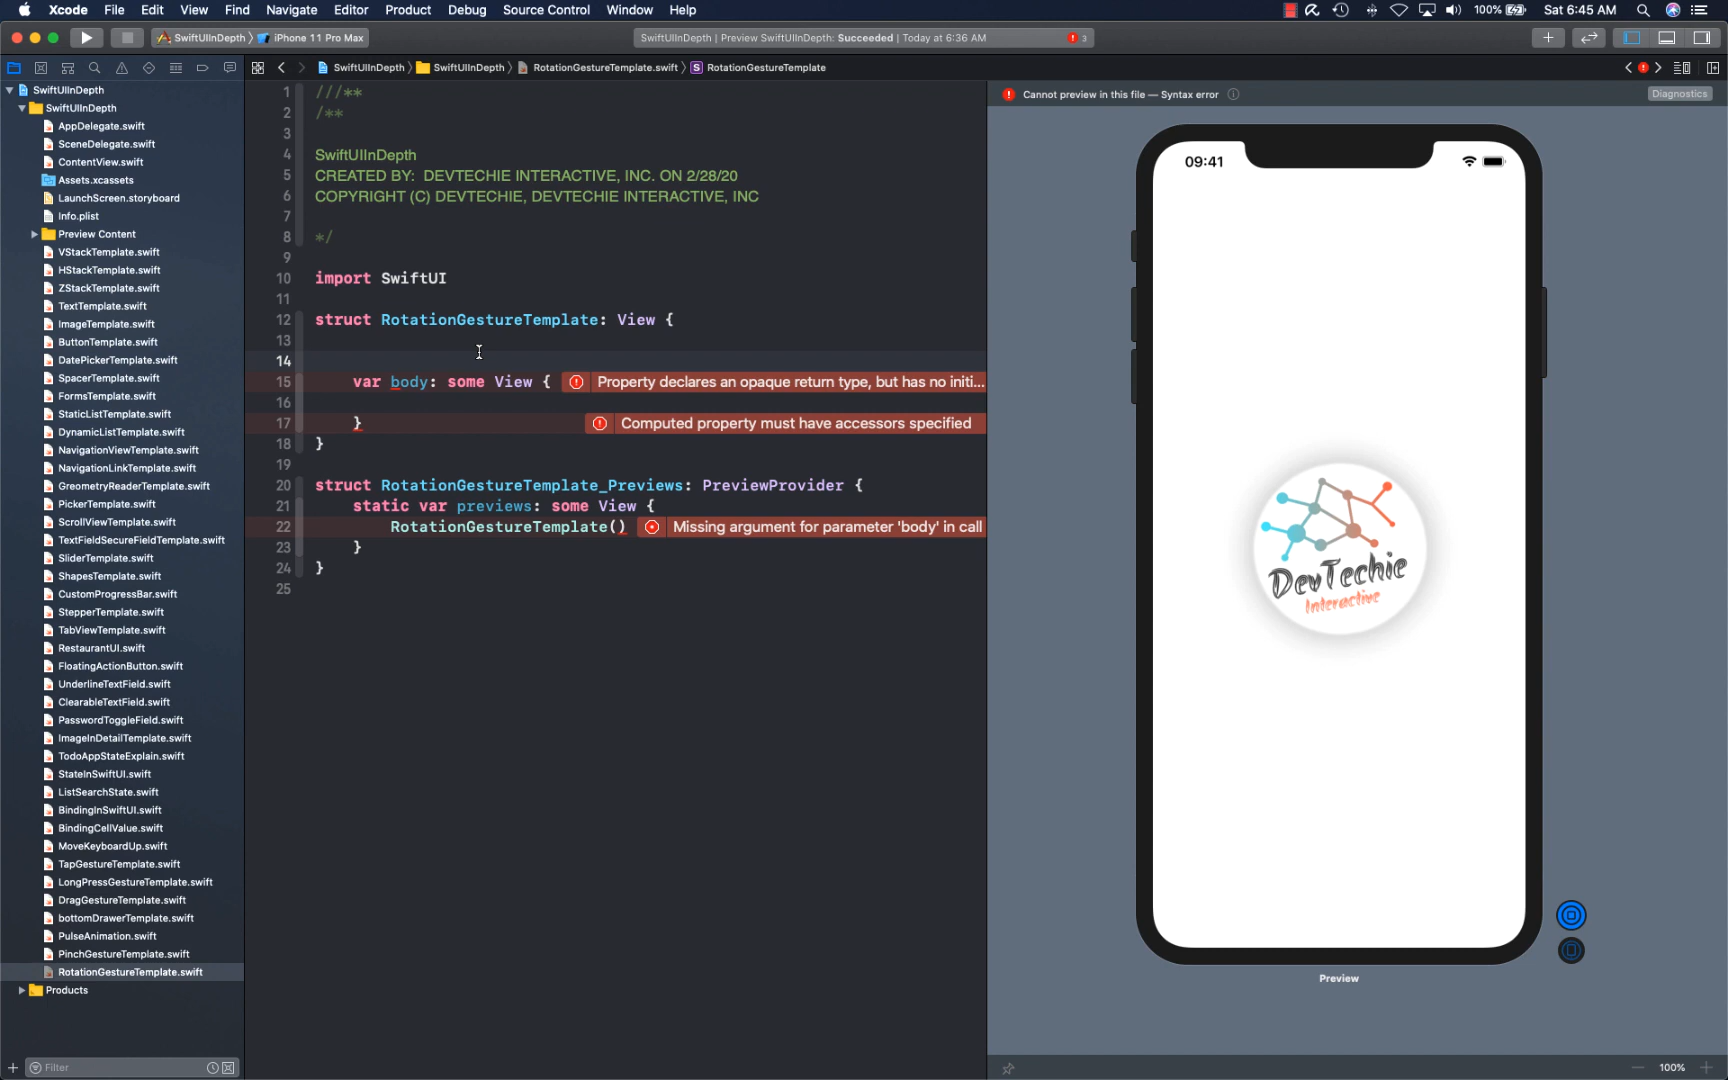 Xcode File Edit View Find Navigate Editor Product Debug Source Control Window Help 100% Sat 6:45 AM
SwiftUIInDepth iPhone 11 Pro Max SwiftUIInDepth | Preview SwiftUIInDepth: Succeeded | Today at 6:36 AM 3
SwiftUIInDepth SwiftUIInDepth RotationGestureTemplate.swift S RotationGestureTemplate
SwiftUIInDepth
SwiftUIInDepth
AppDelegate.swift
SceneDelegate.swift
ContentView.swift
Assets.xcassets
LaunchScreen.storyboard
Info.plist
Preview Content
VStackTemplate.swift
HStackTemplate.swift
ZStackTemplate.swift
TextTemplate.swift
ImageTemplate.swift
ButtonTemplate.swift
DatePickerTemplate.swift
SpacerTemplate.swift
FormsTemplate.swift
StaticListTemplate.swift
DynamicListTemplate.swift
NavigationViewTemplate.swift
NavigationLinkTemplate.swift
GreometryReaderTemplate.swift
PickerTemplate.swift
ScrollViewTemplate.swift
TextFieldSecureFieldTemplate.swift
SliderTemplate.swift
ShapesTemplate.swift
CustomProgressBar.swift
StepperTemplate.swift
TabViewTemplate.swift
RestaurantUI.swift
FloatingActionButton.swift
UnderlineTextField.swift
ClearableTextField.swift
PasswordToggleField.swift
ImageInDetailTemplate.swift
TodoAppStateExplain.swift
StateInSwiftUI.swift
ListSearchState.swift
BindingInSwiftUI.swift
BindingCellValue.swift
MoveKeyboardUp.swift
TapGestureTemplate.swift
LongPressGestureTemplate.swift
DragGestureTemplate.swift
bottomDrawerTemplate.swift
PulseAnimation.swift
PinchGestureTemplate.swift
RotationGestureTemplate.swift
Products
Filter
1 ///**
2 /**
3
4 SwiftUIInDepth
5 CREATED BY: DEVTECHIE INTERACTIVE, INC. ON 2/28/20
6 COPYRIGHT (C) DEVTECHIE, DEVTECHIE INTERACTIVE, INC
7
8 */
9
10 import SwiftUI
11
12 struct RotationGestureTemplate: View {
13
14
15 var body: some View { Property declares an opaque return type, but has no initi...
16
17 } Computed property must have accessors specified
18 }
19
20 struct RotationGestureTemplate_Previews: PreviewProvider {
21 static var previews: some View {
22 RotationGestureTemplate() Missing argument for parameter 'body' in call
23 }
24 }
25
Cannot preview in this file — Syntax error Diagnostics
09:41
DevTechie
Interactive
Preview
100%